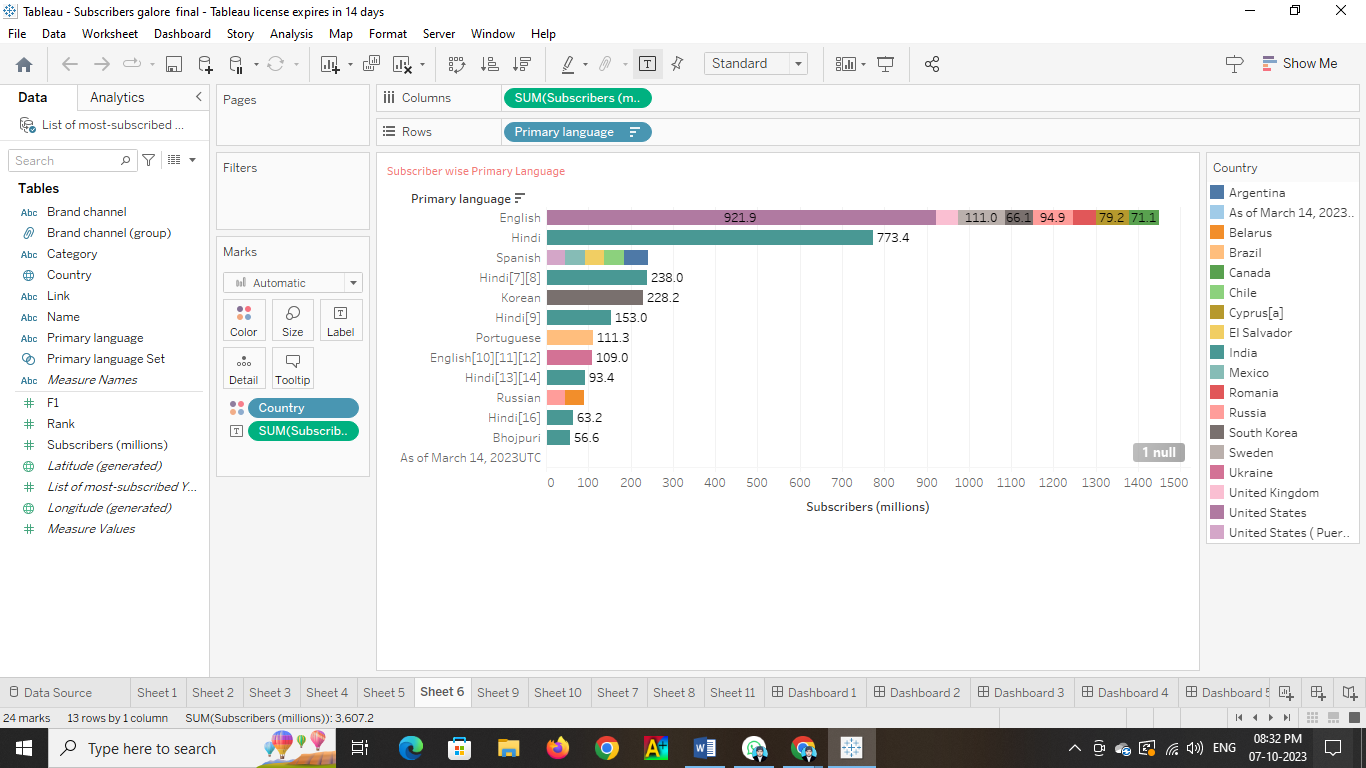 Tableau - Subscribers galore  final - Tableau license expires in 14 days
File Data Worksheet Dashboard Story Analysis Map Format Server Window Help
Standard
Show Me
Data Analytics
List of most-subscribed ...
Search
Tables
Abc Brand channel
Brand channel (group)
Abc Category
Country
Abc Link
Abc Name
Abc Primary language
Primary language Set
Abc Measure Names
F1
Rank
Subscribers (millions)
Latitude (generated)
List of most-subscribed Y...
Longitude (generated)
Measure Values
Pages
Filters
Marks
Automatic
Color Size Label
Detail Tooltip
Country
SUM(Subscrib..
Columns SUM(Subscribers (m..
Rows Primary language
Subscriber wise Primary Language
Primary language
English 921.9 111.0 66.1 94.9 79.2 71.1
Hindi 773.4
Spanish
Hindi[7][8] 238.0
Korean 228.2
Hindi[9] 153.0
Portuguese 111.3
English[10][11][12] 109.0
Hindi[13][14] 93.4
Russian
Hindi[16] 63.2
Bhojpuri 56.6
As of March 14, 2023UTC
1 null
0 100 200 300 400 500 600 700 800 900 1000 1100 1200 1300 1400 1500
Subscribers (millions)
Country
Argentina
As of March 14, 2023..
Belarus
Brazil
Canada
Chile
Cyprus[a]
El Salvador
India
Mexico
Romania
Russia
South Korea
Sweden
Ukraine
United Kingdom
United States
United States ( Puer..
Data Source Sheet 1 Sheet 2 Sheet 3 Sheet 4 Sheet 5 Sheet 6 Sheet 9 Sheet 10 Sheet 7 Sheet 8 Sheet 11 Dashboard 1 Dashboard 2 Dashboard 3 Dashboard 4 Dashboard 5
24 marks 13 rows by 1 column SUM(Subscribers (millions)): 3,607.2
Type here to search
ENG
08:32 PM
07-10-2023